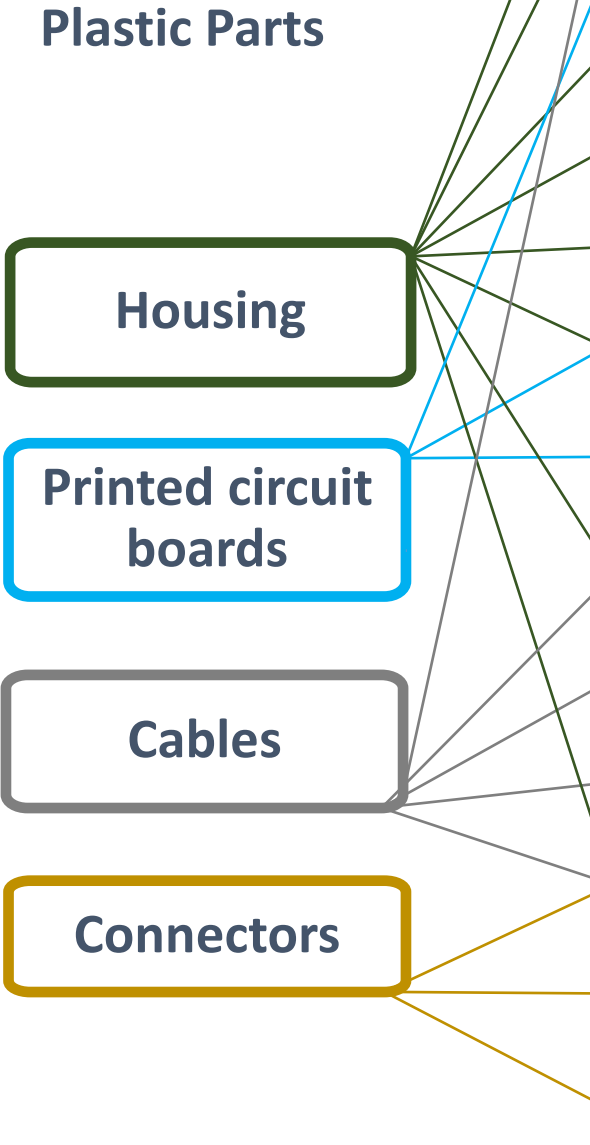 Plastic Parts
Housing
Printed circuit
boards
Cables
Connectors